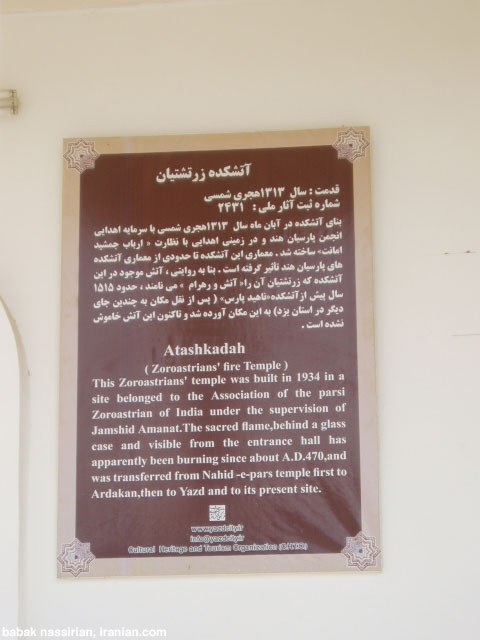 آتشکده زرتشتیان
قدمت : سال ۱۳۱۳هجری شمسی
شماره ثبت آثار ملی : ۲۴۳۱
بنای آتشکده در آبان ماه سال ۱۳۱۳هجری شمسی با سرمایه اهدایی
انجمن پارسیان هند و در زمینی اهدایی با نظارت « ارباب جمشید
امانت» ساخته شد . معماری این آتشکده تا حدودی از معماری آتشکده
های پارسیان هند تأثیر گرفته است . بنا به روایتی ، آتش موجود در این
آتشکده که زرتشتیان آن را« آتش و رهرام » می نامند ، حدود ۱۵۱۵
سال پیش از آتشکده «ناهید پارس» ( پس از نقل مکان به چندین جای
دیگر در استان یزد) به این مکان آورده شد و تاکنون این آتش خاموش
نشده است .
Atashkadah
( Zoroastrians' fire Temple )
This Zoroastrians' temple was built in 1934 in a
site belonged to the Association of the parsi
Zoroastrian of India under the supervision of
Jamshid Amanat.The sacred flame,behind a glass
case and visible from the entrance hall has
apparently been burning since about A.D.470,and
was transferred from Nahid -e-pars temple first to
Ardakan,then to Yazd and to its present site.
www.yazdcity.ir
info@yazdcity.ir
Cultural Heritage and Tourism Organization
babak nasairian, iranian.com